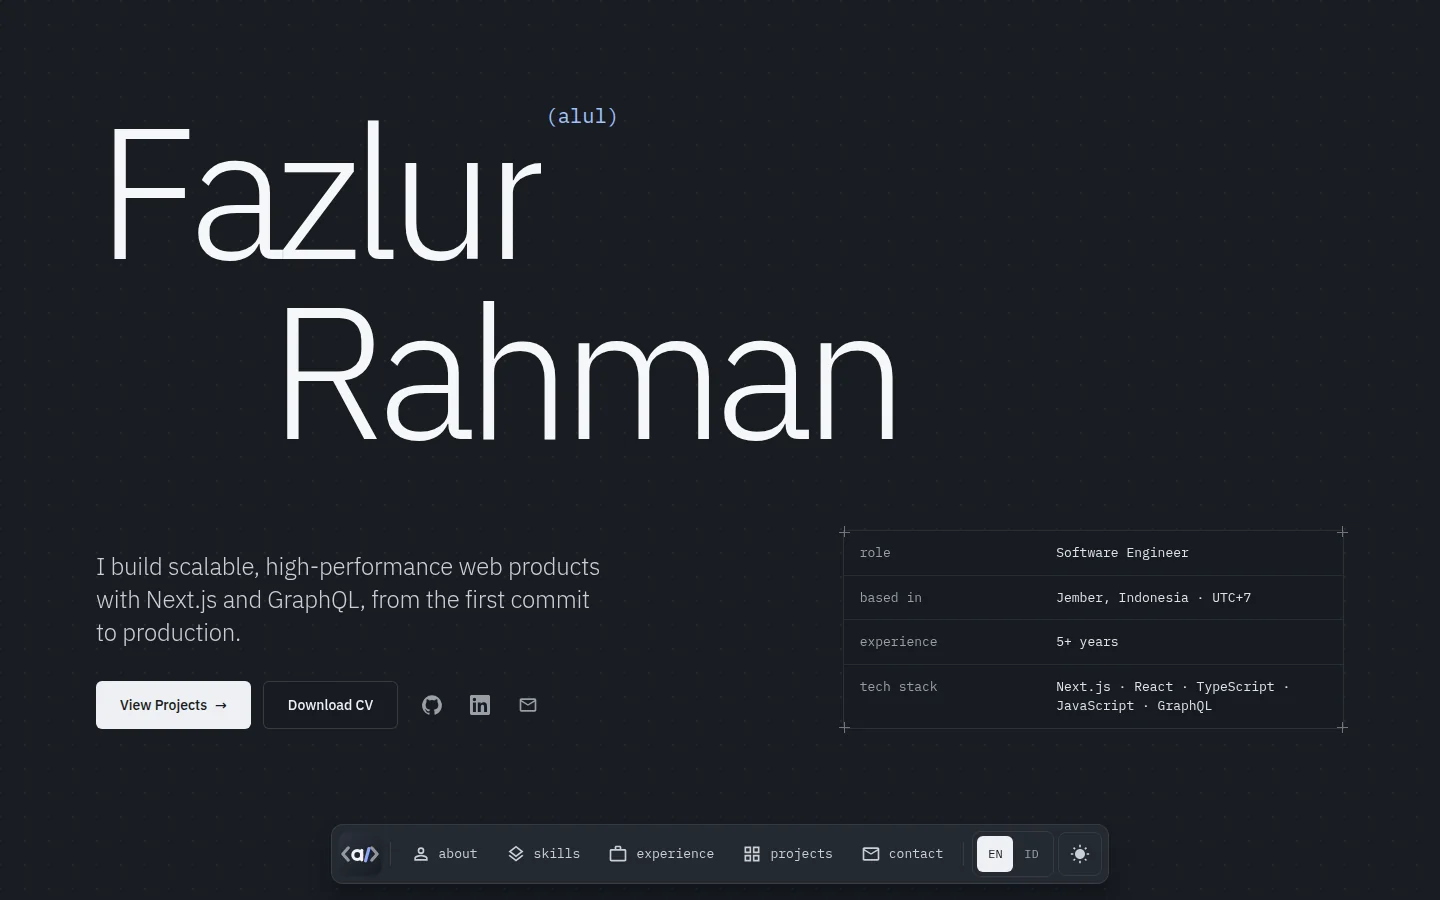 (alul)
Fazlur
Rahman
I build scalable, high-performance web products
with Next.js and GraphQL, from the first commit
to production.
View Projects →
Download CV
role Software Engineer
based in Jember, Indonesia · UTC+7
experience 5+ years
tech stack Next.js · React · TypeScript ·
JavaScript · GraphQL
<a/> about skills experience projects contact EN ID